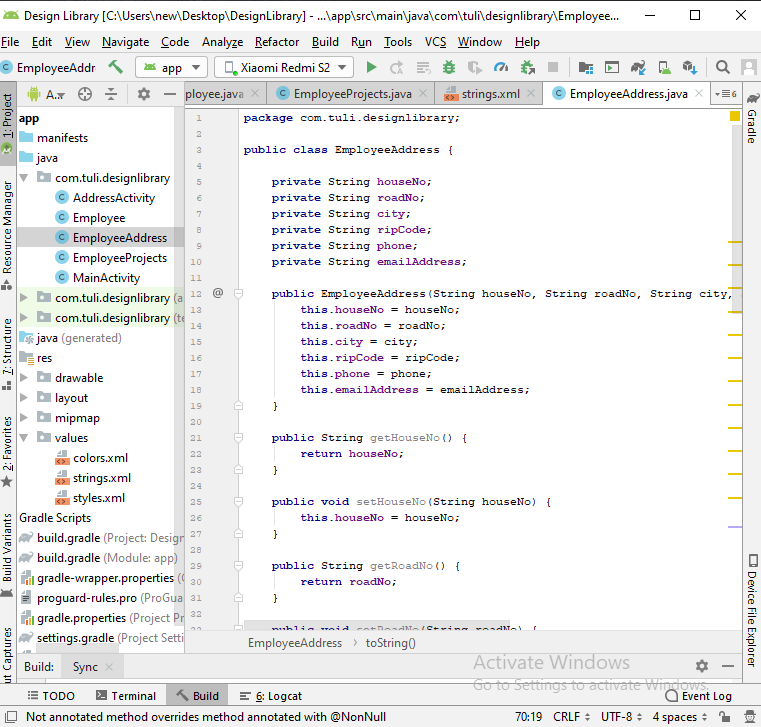 Design Library [C:\Users\new\Desktop\DesignLibrary] - ...\app\src\main\java\com\tuli\designlibrary\Employee...
File Edit View Navigate Code Analyze Refactor Build Run Tools VCS Window Help
EmployeeAddr app Xiaomi Redmi S2
A.. ployee.java EmployeeProjects.java strings.xml EmployeeAddress.java 6
1: Project
Resource Manager
7: Structure
2: Favorites
Build Variants
ut Captures
app
manifests
java
com.tuli.designlibrary
AddressActivity
Employee
EmployeeAddress
EmployeeProjects
MainActivity
com.tuli.designlibrary (a
com.tuli.designlibrary (te
java (generated)
res
drawable
layout
mipmap
values
colors.xml
strings.xml
styles.xml
Gradle Scripts
build.gradle (Project: Design
build.gradle (Module: app)
gradle-wrapper.properties (G
proguard-rules.pro (ProGua
gradle.properties (Project Pr
settings.gradle (Project Setti
1 package com.tuli.designlibrary;
2
3 public class EmployeeAddress {
4
5 private String houseNo;
6 private String roadNo;
7 private String city;
8 private String ripCode;
9 private String phone;
10 private String emailAddress;
11
12 @ public EmployeeAddress(String houseNo, String roadNo, String city,
13 this.houseNo = houseNo;
14 this.roadNo = roadNo;
15 this.city = city;
16 this.ripCode = ripCode;
17 this.phone = phone;
18 this.emailAddress = emailAddress;
19 }
20
21 public String getHouseNo() {
22 return houseNo;
23 }
24
25 public void setHouseNo(String houseNo) {
26 this.houseNo = houseNo;
27 }
28
29 public String getRoadNo() {
30 return roadNo;
31 }
32
33 public void setRoadNo(String roadNo) {
EmployeeAddress > toString()
Gradle
Device File Explorer
Build: Sync
Activate Windows
Go to Settings to activate Windows.
TODO Terminal Build 6: Logcat Event Log
Not annotated method overrides method annotated with @NonNull 70:19 CRLF UTF-8 4 spaces